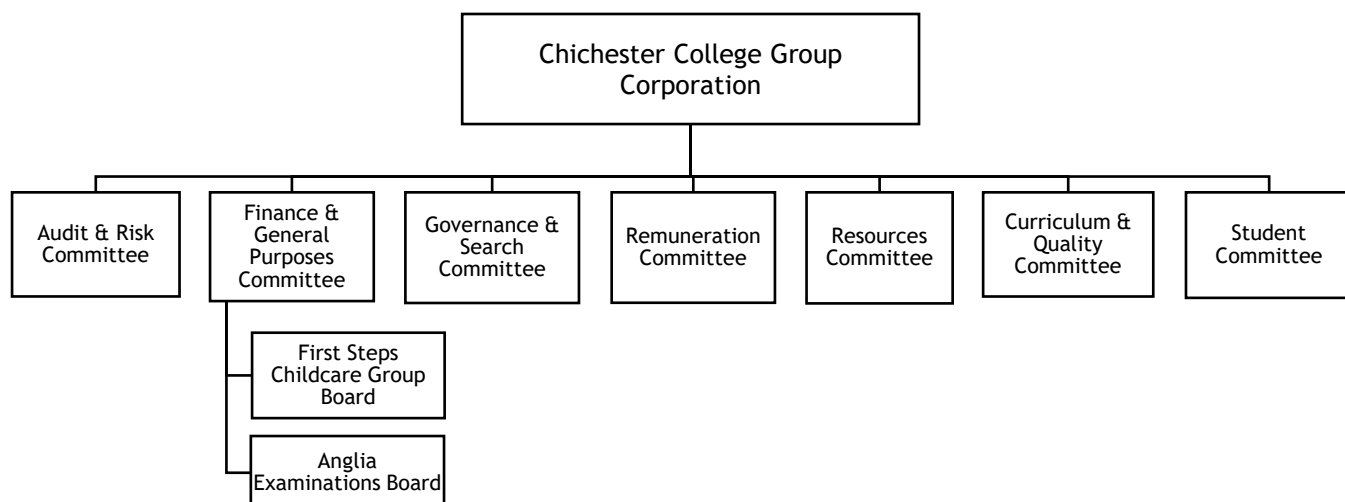 Chichester College Group
Corporation
Audit & Risk
Committee
Finance &
General
Purposes
Committee
Governance &
Search
Committee
Remuneration
Committee
Resources
Committee
Curriculum &
Quality
Committee
Student
Committee
First Steps
Childcare Group
Board
Anglia
Examinations Board